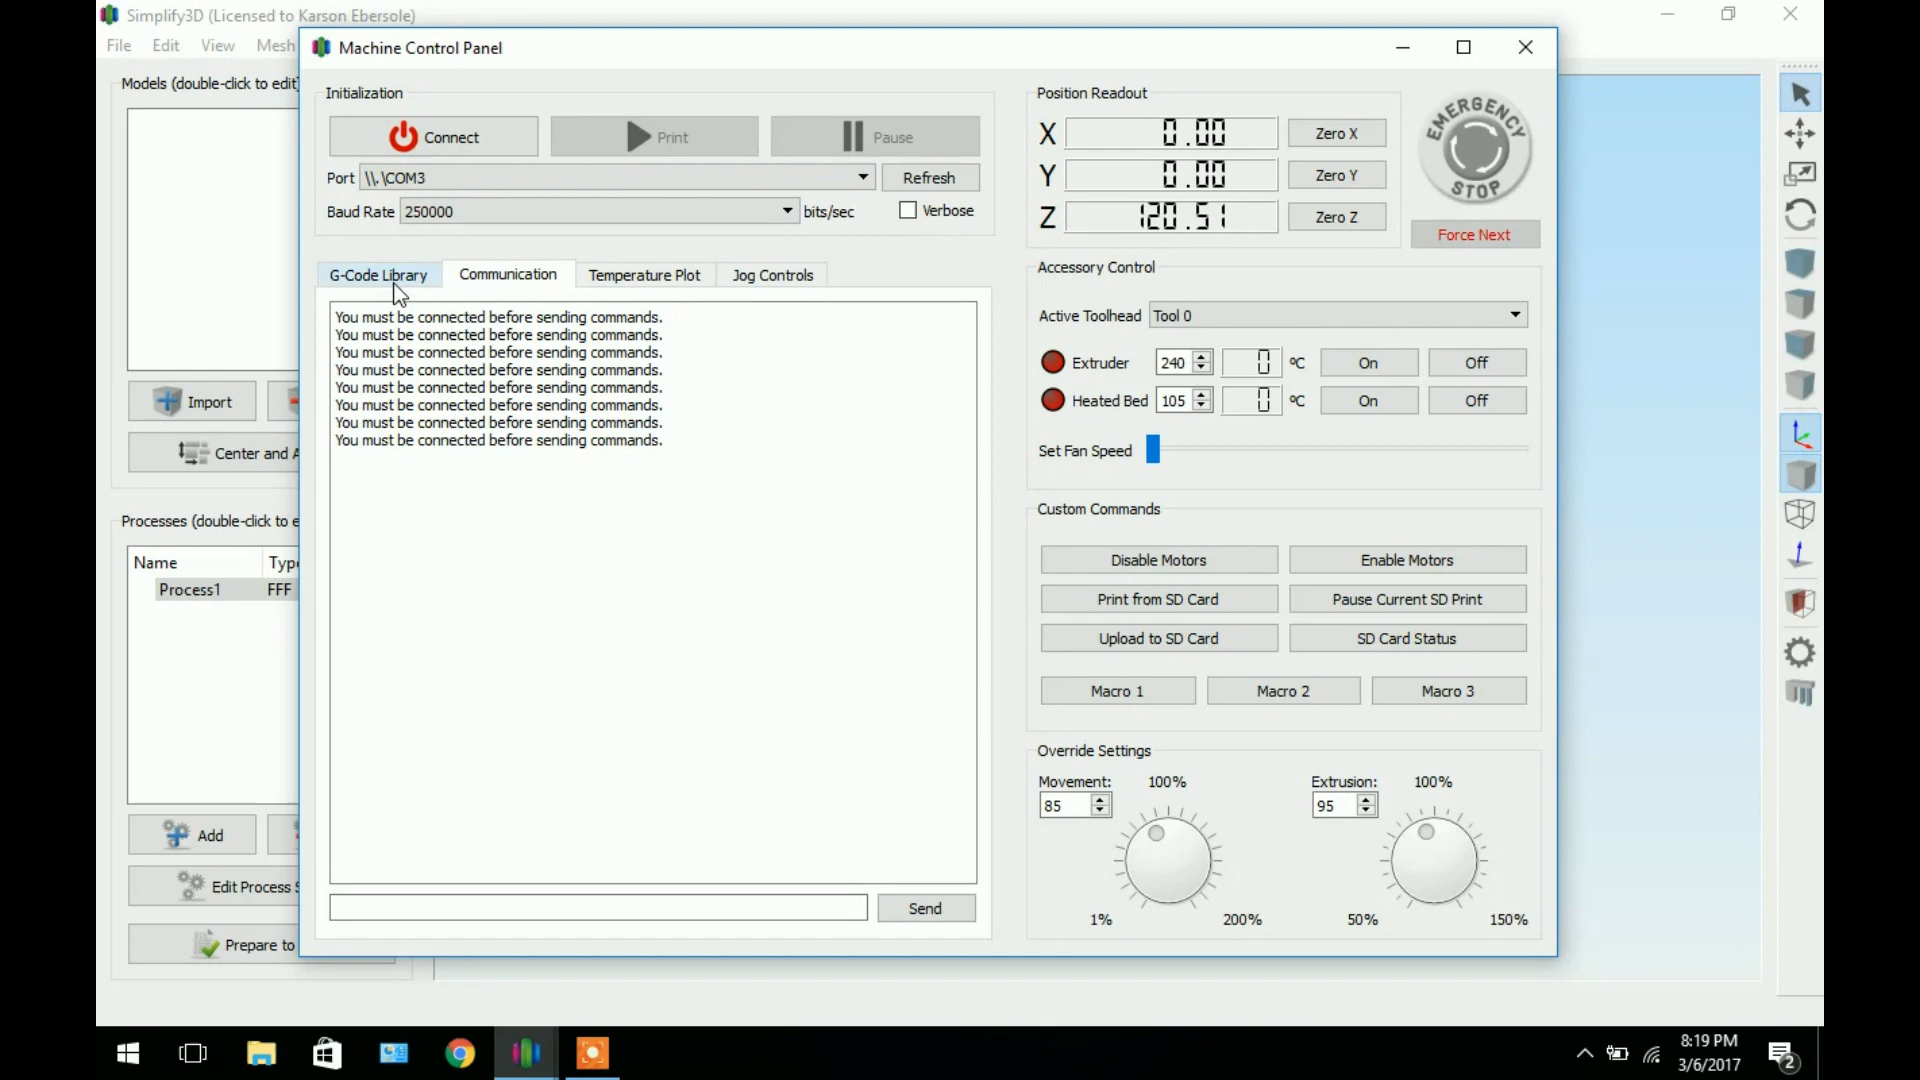 Simplify3D (Licensed to Karson Ebersole)
File Edit View Mesh
Machine Control Panel
Models (double-click to edit)
Import
Center and A
Processes (double-click to e
Name Type
Process1 FFF
Add
Edit Process S
Prepare to
Initialization
Connect Print Pause
Port \\.\COM3 Refresh
Baud Rate 250000 bits/sec Verbose
G-Code Library Communication Temperature Plot Jog Controls
You must be connected before sending commands.
You must be connected before sending commands.
You must be connected before sending commands.
You must be connected before sending commands.
You must be connected before sending commands.
You must be connected before sending commands.
You must be connected before sending commands.
You must be connected before sending commands.
Send
Position Readout
X 0.00 Zero X
Y 0.00 Zero Y
Z 120.51 Zero Z
EMERGENCY
STOP
Force Next
Accessory Control
Active Toolhead Tool 0
Extruder 240 0 ºC On Off
Heated Bed 105 0 ºC On Off
Set Fan Speed
Custom Commands
Disable Motors Enable Motors
Print from SD Card Pause Current SD Print
Upload to SD Card SD Card Status
Macro 1 Macro 2 Macro 3
Override Settings
Movement: 100% Extrusion: 100%
85 95
1% 200% 50% 150%
8:19 PM
3/6/2017
2